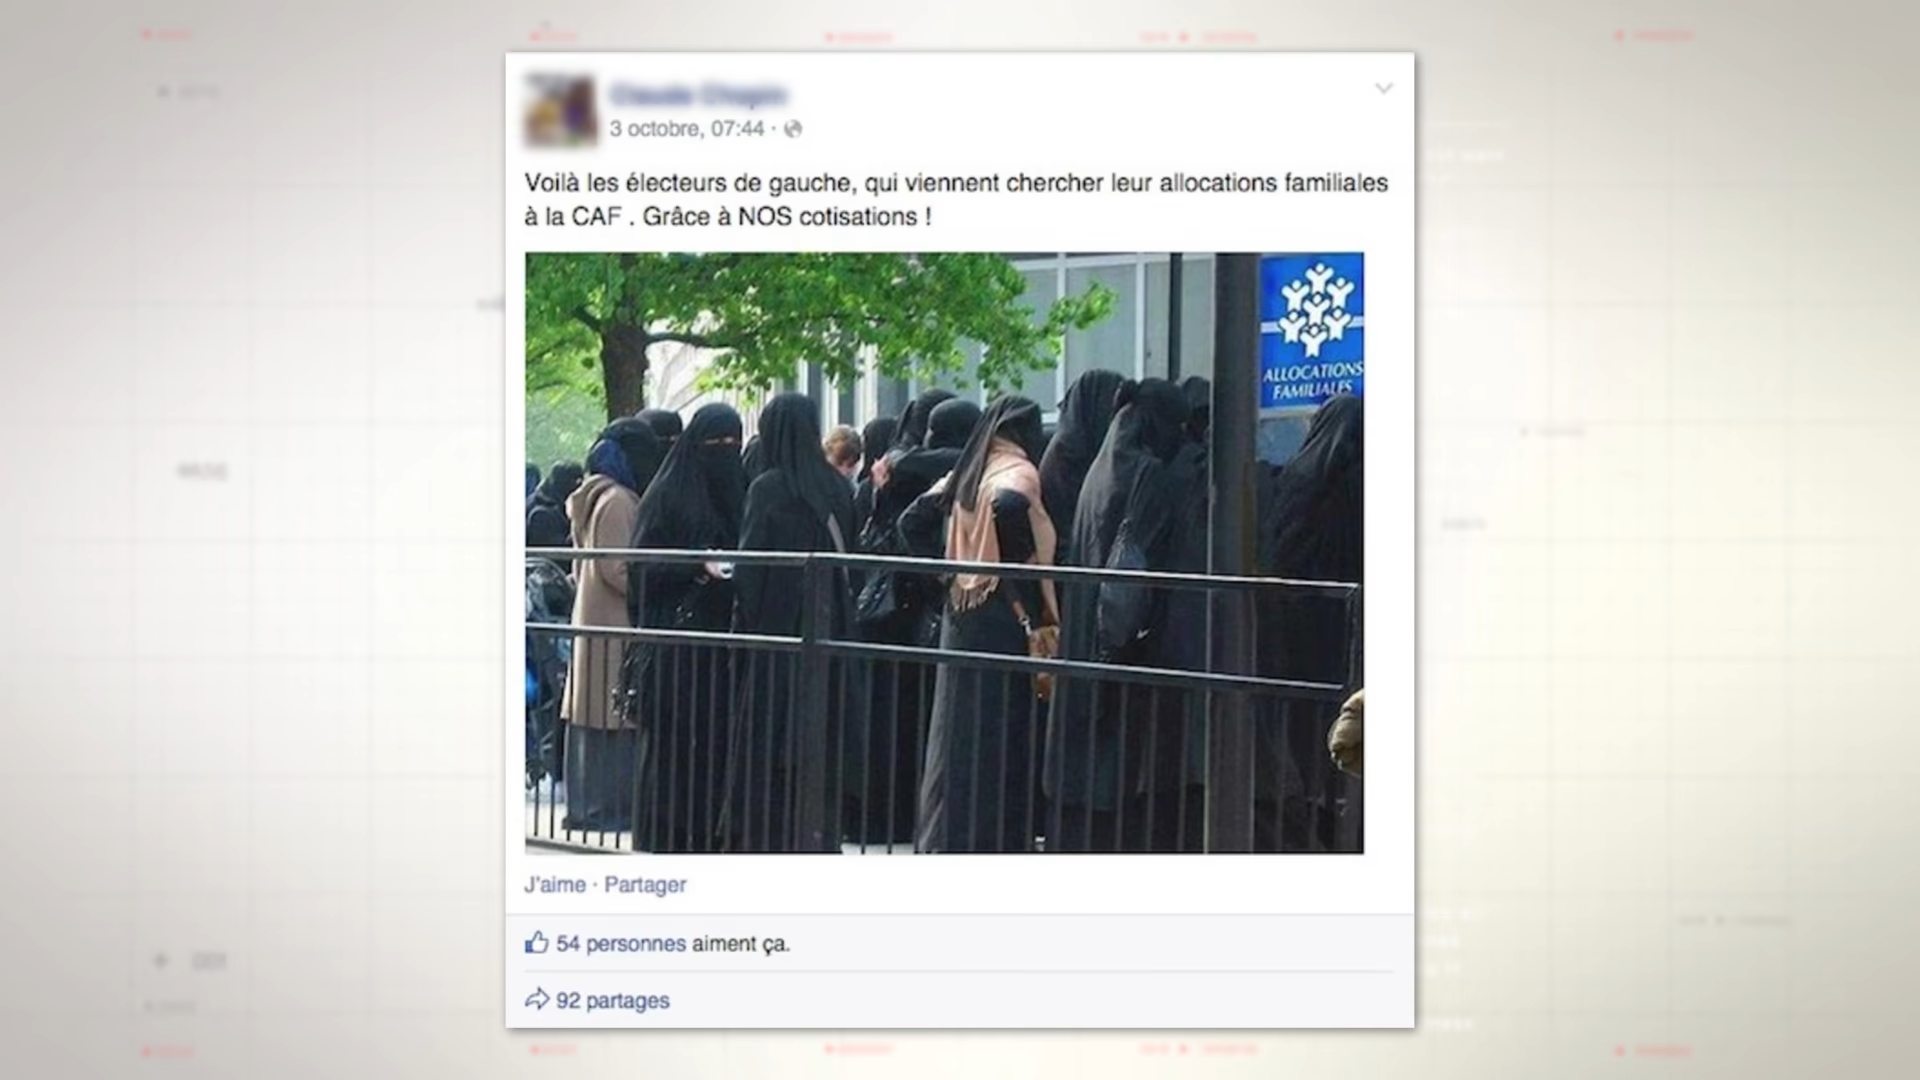 3 octobre, 07:44 ·
Voilà les électeurs de gauche, qui viennent chercher leur allocations familiales
à la CAF . Grâce à NOS cotisations !
ALLOCATIONS
FAMILIALES
J'aime · Partager
54 personnes aiment ça.
92 partages